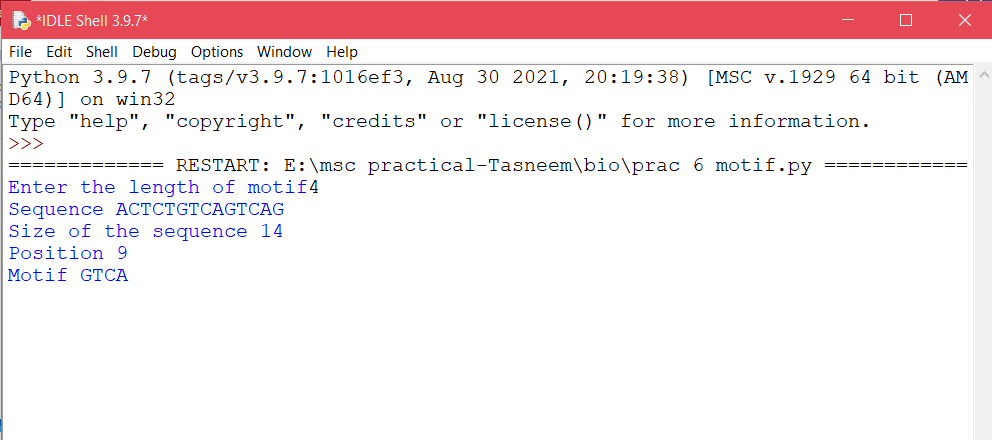 *IDLE Shell 3.9.7*
File Edit Shell Debug Options Window Help
Python 3.9.7 (tags/v3.9.7:1016ef3, Aug 30 2021, 20:19:38) [MSC v.1929 64 bit (AM
D64)] on win32
Type "help", "copyright", "credits" or "license()" for more information.
>>>
============= RESTART: E:\msc practical-Tasneem\bio\prac 6 motif.py ============
Enter the length of motif4
Sequence ACTCTGTCAGTCAG
Size of the sequence 14
Position 9
Motif GTCA